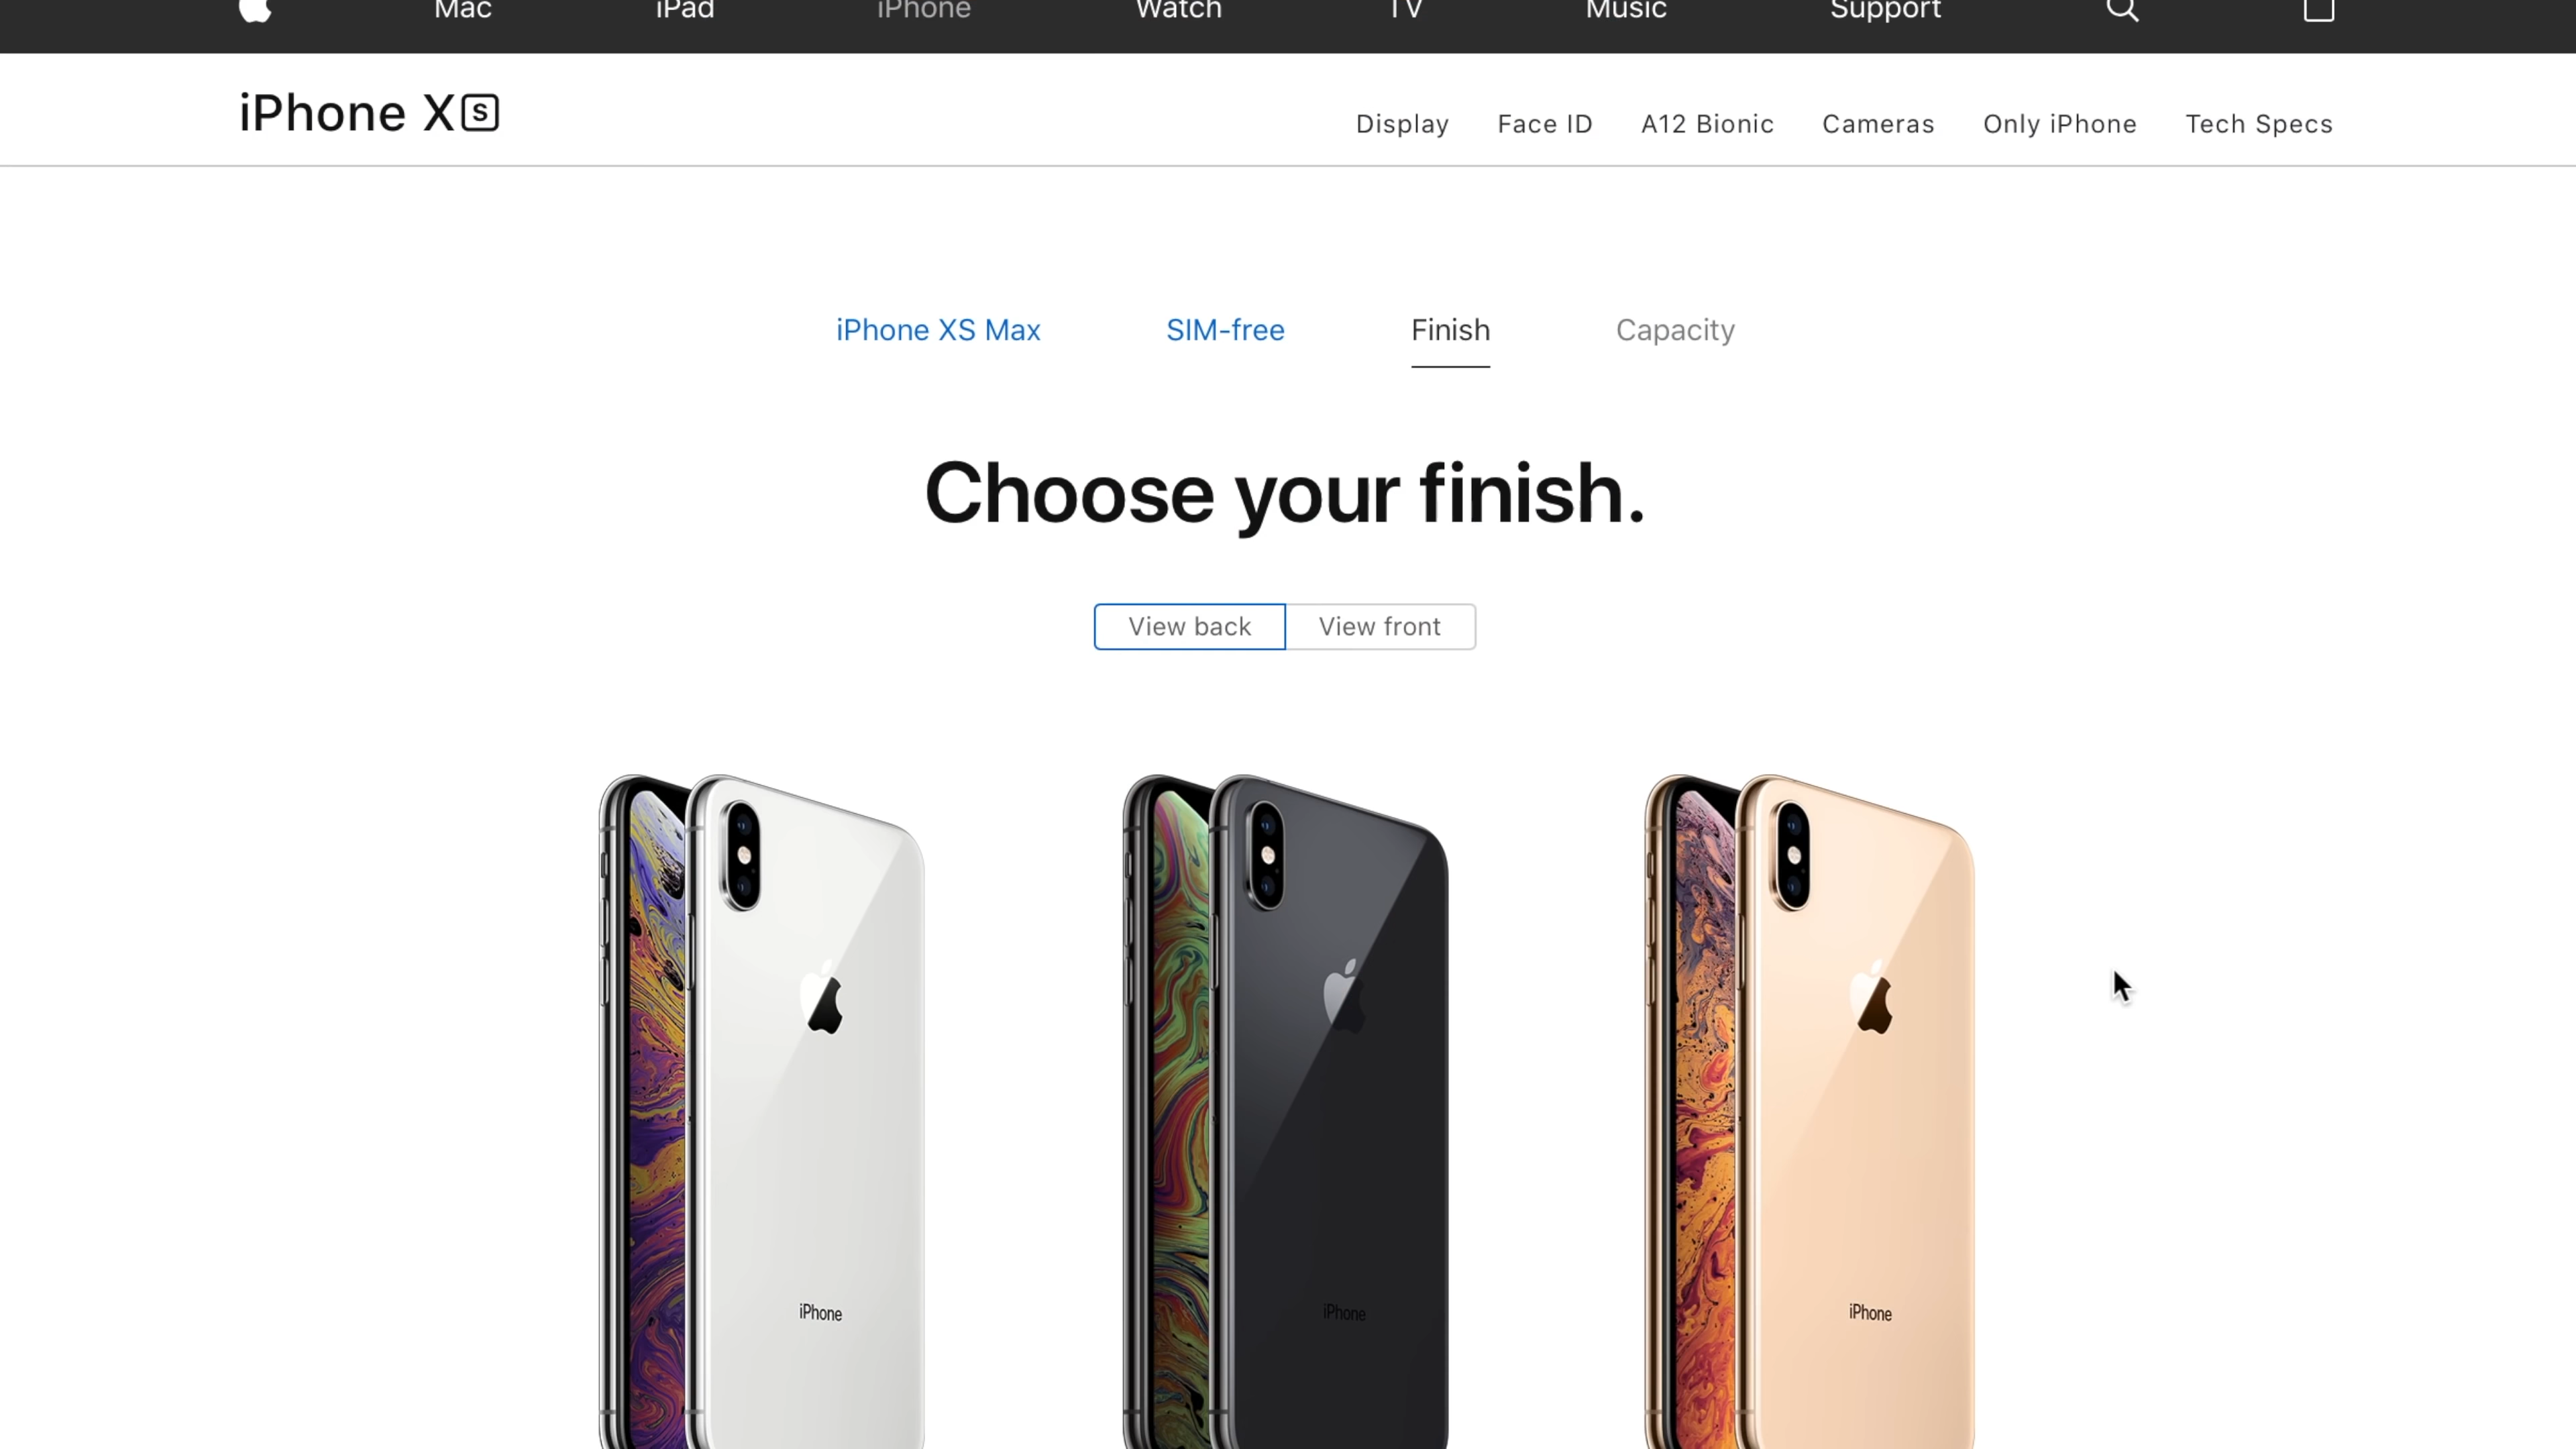 Mac iPad iPhone Watch TV Music Support
iPhone XS
Display Face ID A12 Bionic Cameras Only iPhone Tech Specs
iPhone XS Max SIM-free Finish Capacity
Choose your finish.
View back View front
iPhone iPhone iPhone